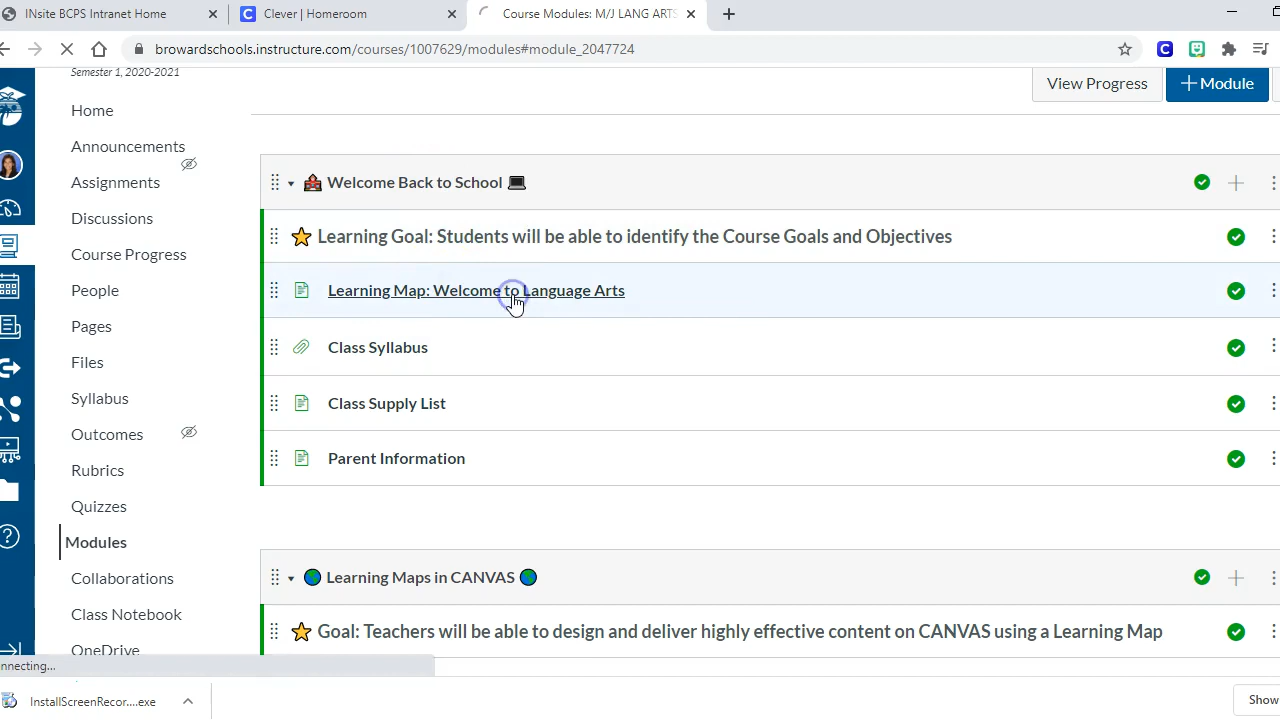 INsite BCPS Intranet Home
Clever | Homeroom
Course Modules: M/J LANG ARTS
browardschools.instructure.com/courses/1007629/modules#module_2047724
Semester 1, 2020-2021
View Progress
Module
Home
Announcements
Assignments
Discussions
Course Progress
People
Pages
Files
Syllabus
Outcomes
Rubrics
Quizzes
Modules
Collaborations
Class Notebook
OneDrive
Welcome Back to School
Learning Goal: Students will be able to identify the Course Goals and Objectives
Learning Map: Welcome to Language Arts
Class Syllabus
Class Supply List
Parent Information
Learning Maps in CANVAS
Goal: Teachers will be able to design and deliver highly effective content on CANVAS using a Learning Map
nnecting...
InstallScreenRecor....exe
Show